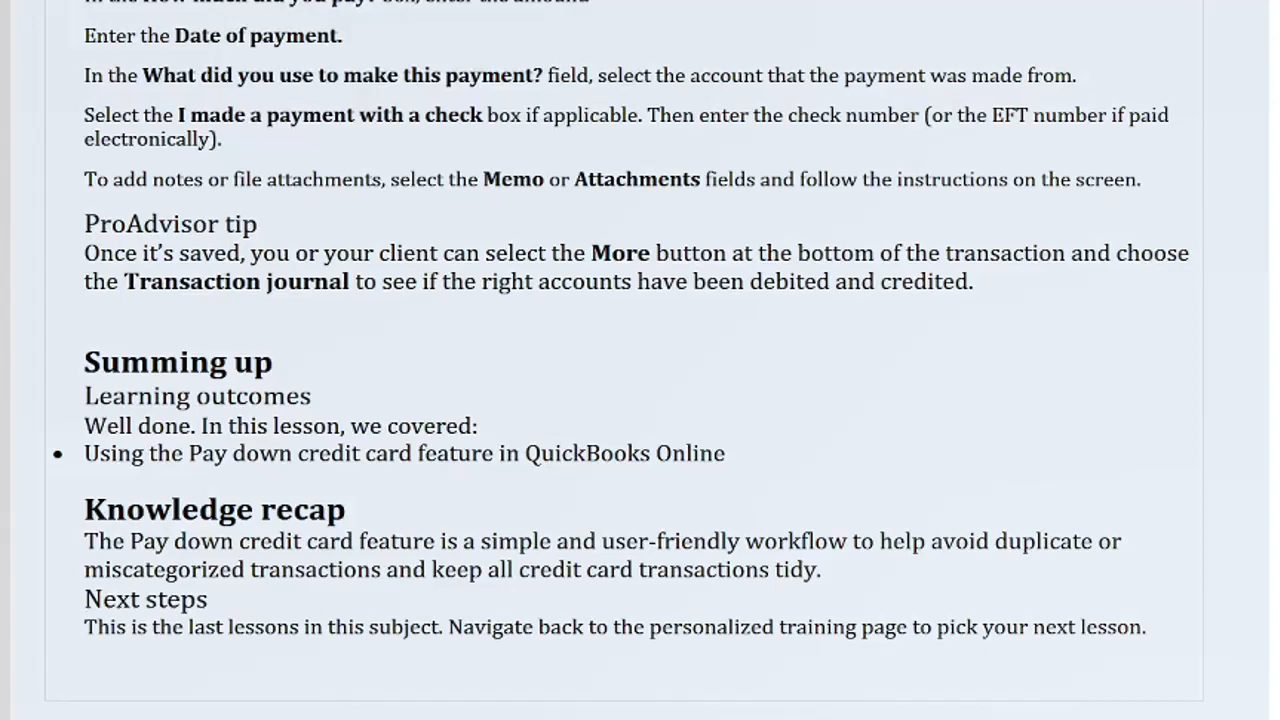 Enter the Date of payment.
In the What did you use to make this payment? field, select the account that the payment was made from.
Select the I made a payment with a check box if applicable. Then enter the check number (or the EFT number if paid
electronically).
To add notes or file attachments, select the Memo or Attachments fields and follow the instructions on the screen.
ProAdvisor tip
Once it's saved, you or your client can select the More button at the bottom of the transaction and choose
the Transaction journal to see if the right accounts have been debited and credited.
Summing up
Learning outcomes
Well done. In this lesson, we covered:
• Using the Pay down credit card feature in QuickBooks Online
Knowledge recap
The Pay down credit card feature is a simple and user-friendly workflow to help avoid duplicate or
miscategorized transactions and keep all credit card transactions tidy.
Next steps
This is the last lessons in this subject. Navigate back to the personalized training page to pick your next lesson.